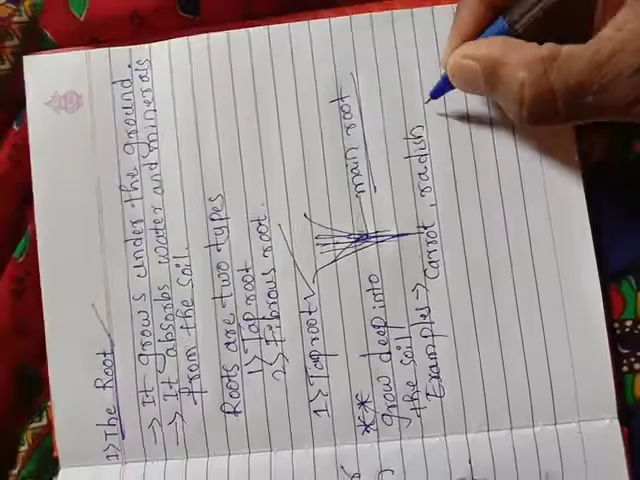 1> The Root
→ It grows under the ground.
→ It absorbs water and minerals
from the soil.
Roots are two types
1> Tap root
2> Fibrous root.
1> Tap root
main root
**
grow deep into
the soil
Examples → Carrot, radish